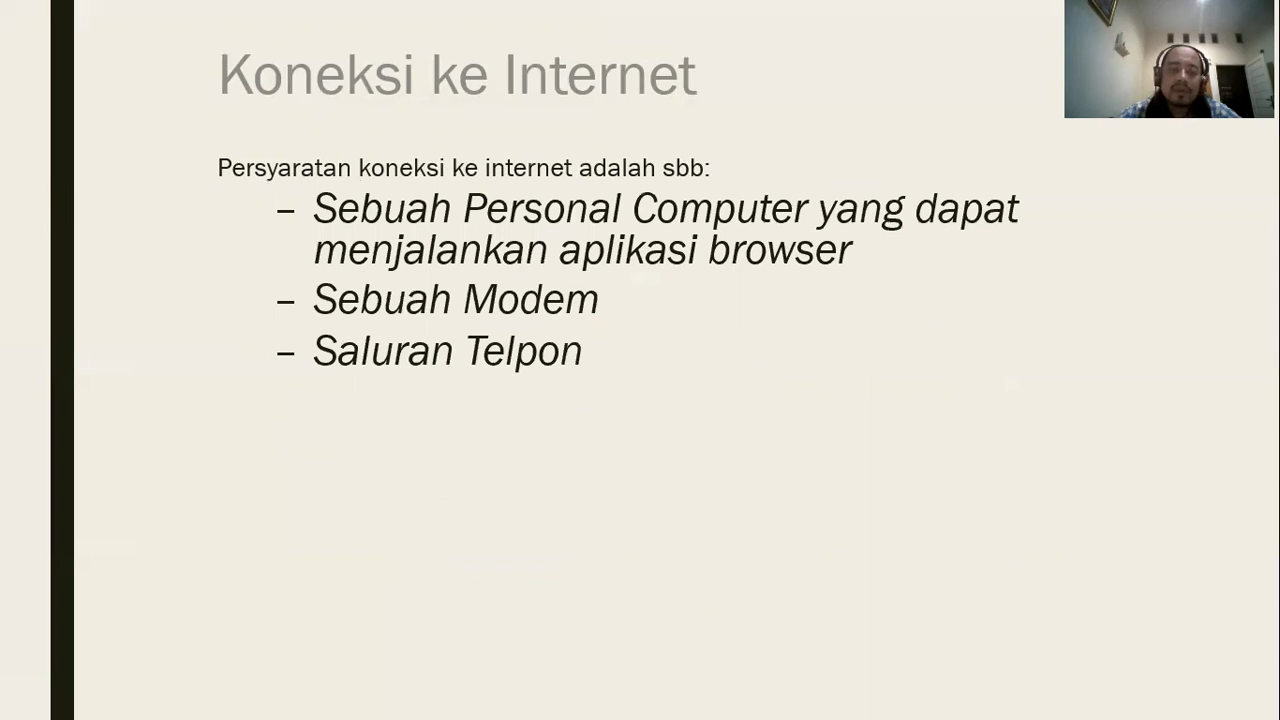 Koneksi ke Internet
Persyaratan koneksi ke internet adalah sbb:
– Sebuah Personal Computer yang dapat
menjalankan aplikasi browser
– Sebuah Modem
– Saluran Telpon